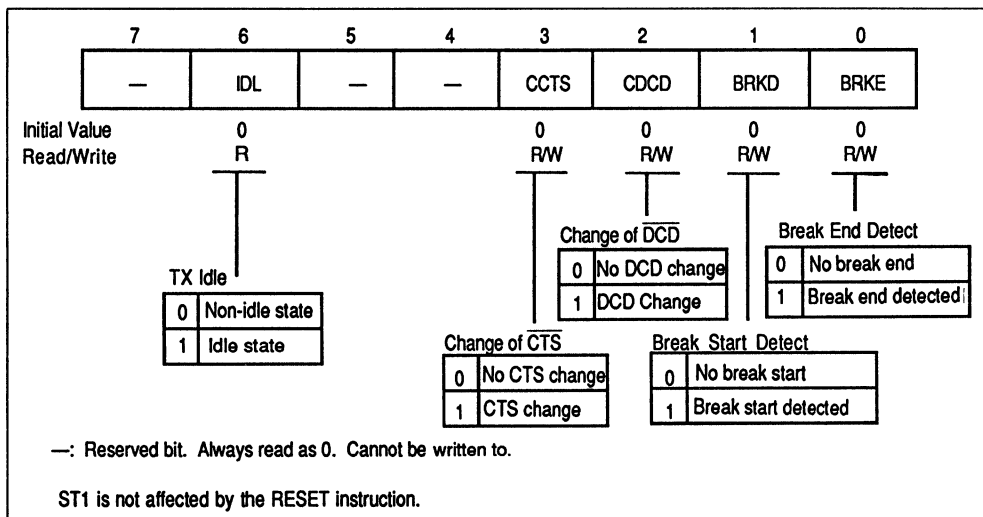 7 6 5 4 3 2 1 0
— IDL — — CCTS CDCD BRKD BRKE
Initial Value 0 0 0 0 0
Read/Write R R/W R/W R/W R/W
Change of DCD
0 No DCD change
1 DCD Change
Break End Detect
0 No break end
1 Break end detected
TX Idle
0 Non-idle state
1 Idle state
Change of CTS
0 No CTS change
1 CTS change
Break Start Detect
0 No break start
1 Break start detected
—: Reserved bit. Always read as 0. Cannot be written to.
ST1 is not affected by the RESET instruction.